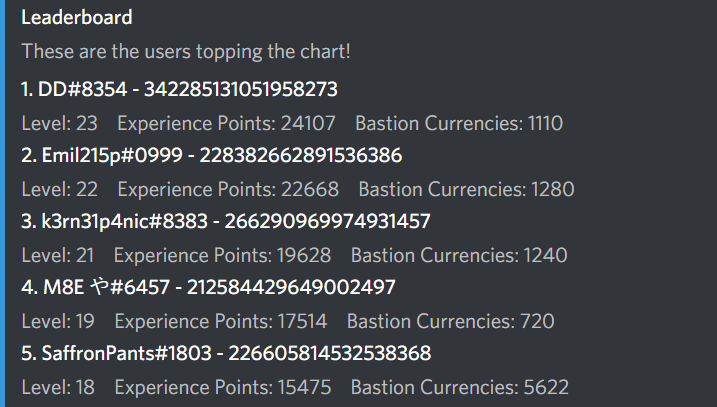 Leaderboard
These are the users topping the chart!
1. DD#8354 - 342285131051958273
Level: 23 Experience Points: 24107 Bastion Currencies: 1110
2. Emil215p#0999 - 228382662891536386
Level: 22 Experience Points: 22668 Bastion Currencies: 1280
3. k3rn31p4nic#8383 - 266290969974931457
Level: 21 Experience Points: 19628 Bastion Currencies: 1240
4. M8E や#6457 - 212584429649002497
Level: 19 Experience Points: 17514 Bastion Currencies: 720
5. SaffronPants#1803 - 226605814532538368
Level: 18 Experience Points: 15475 Bastion Currencies: 5622